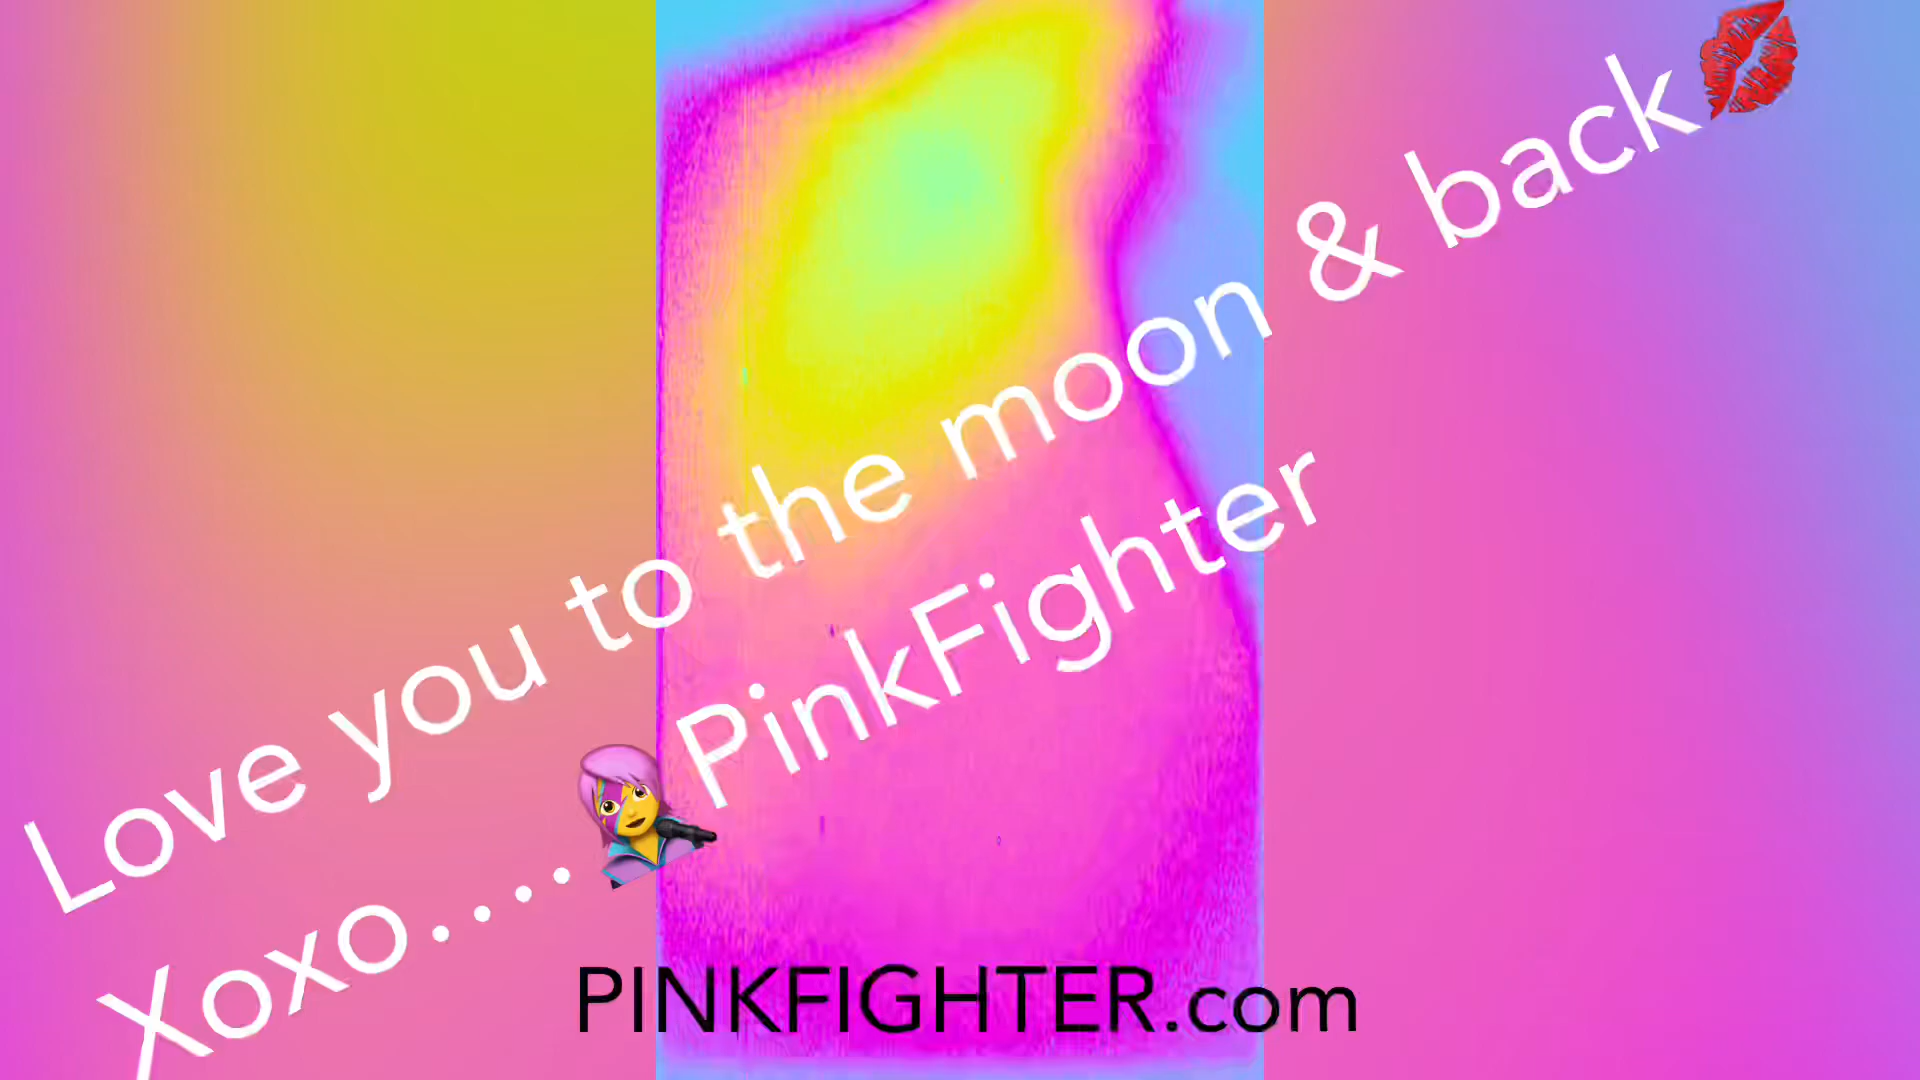 Love you to the moon & back💋
Xoxo.....👩‍🎤PinkFighter
PINKFIGHTER.com